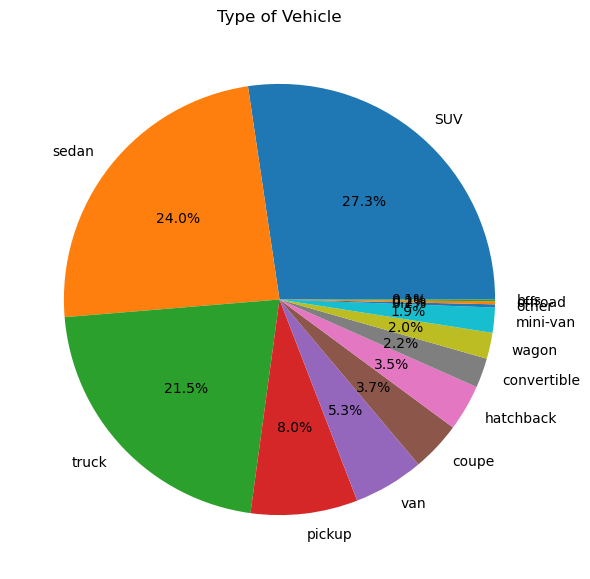 Type of Vehicle
SUV
27.3%
sedan
24.0%
truck
21.5%
pickup
8.0%
van
5.3%
coupe
3.7%
hatchback
3.5%
convertible
2.2%
wagon
2.0%
mini-van
1.9%
other
offroad